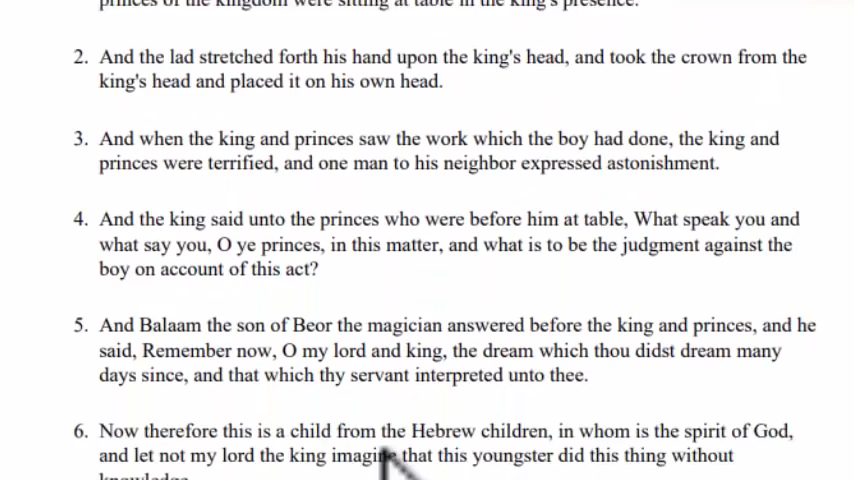 princes of the kingdom were sitting at table in the king's presence.
2. And the lad stretched forth his hand upon the king's head, and took the crown from the
king's head and placed it on his own head.
3. And when the king and princes saw the work which the boy had done, the king and
princes were terrified, and one man to his neighbor expressed astonishment.
4. And the king said unto the princes who were before him at table, What speak you and
what say you, O ye princes, in this matter, and what is to be the judgment against the
boy on account of this act?
5. And Balaam the son of Beor the magician answered before the king and princes, and he
said, Remember now, O my lord and king, the dream which thou didst dream many
days since, and that which thy servant interpreted unto thee.
6. Now therefore this is a child from the Hebrew children, in whom is the spirit of God,
and let not my lord the king imagine that this youngster did this thing without
knowledge